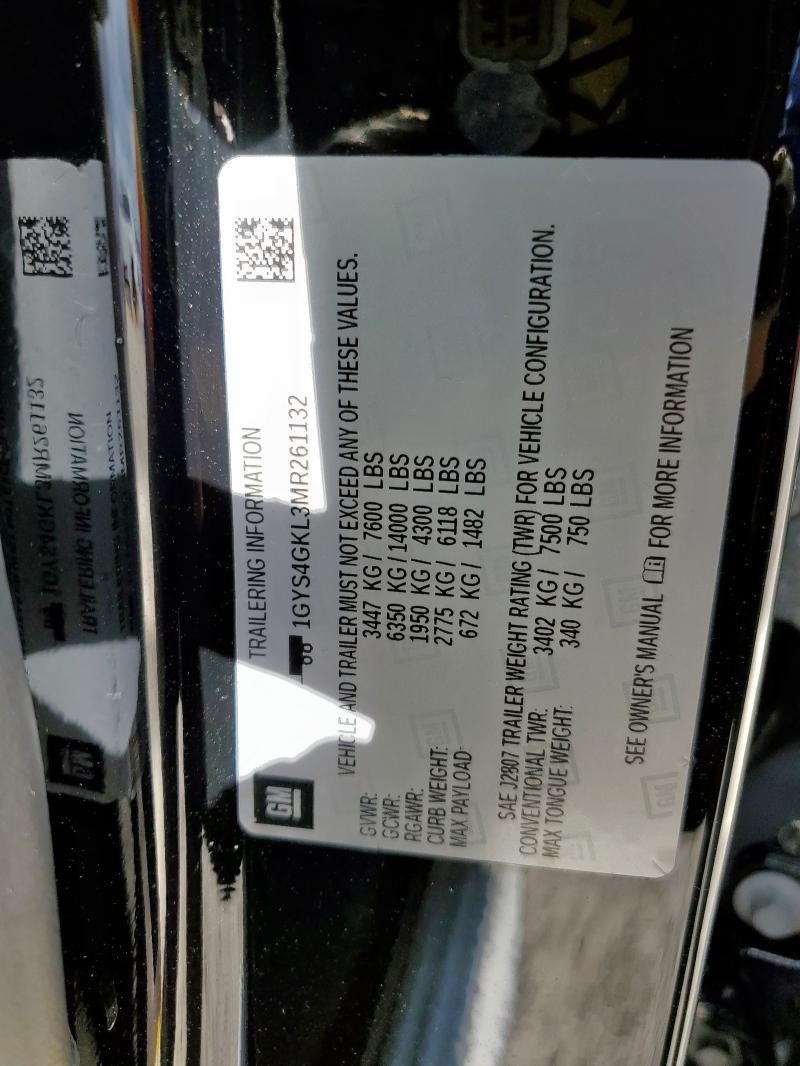 GM
TRAILERING INFORMATION
1GYS4GKL3MR261132
VEHICLE AND TRAILER MUST NOT EXCEED ANY OF THESE VALUES.
GVWR: 3447 KG / 7600 LBS
GCWR: 6350 KG / 14000 LBS
RGAWR: 1950 KG / 4300 LBS
CURB WEIGHT: 2775 KG / 6118 LBS
MAX PAYLOAD: 672 KG / 1482 LBS
SAE J2807 TRAILER WEIGHT RATING (TWR) FOR VEHICLE CONFIGURATION.
CONVENTIONAL TWR: 3402 KG / 7500 LBS
MAX TONGUE WEIGHT: 340 KG / 750 LBS
SEE OWNER'S MANUAL FOR MORE INFORMATION